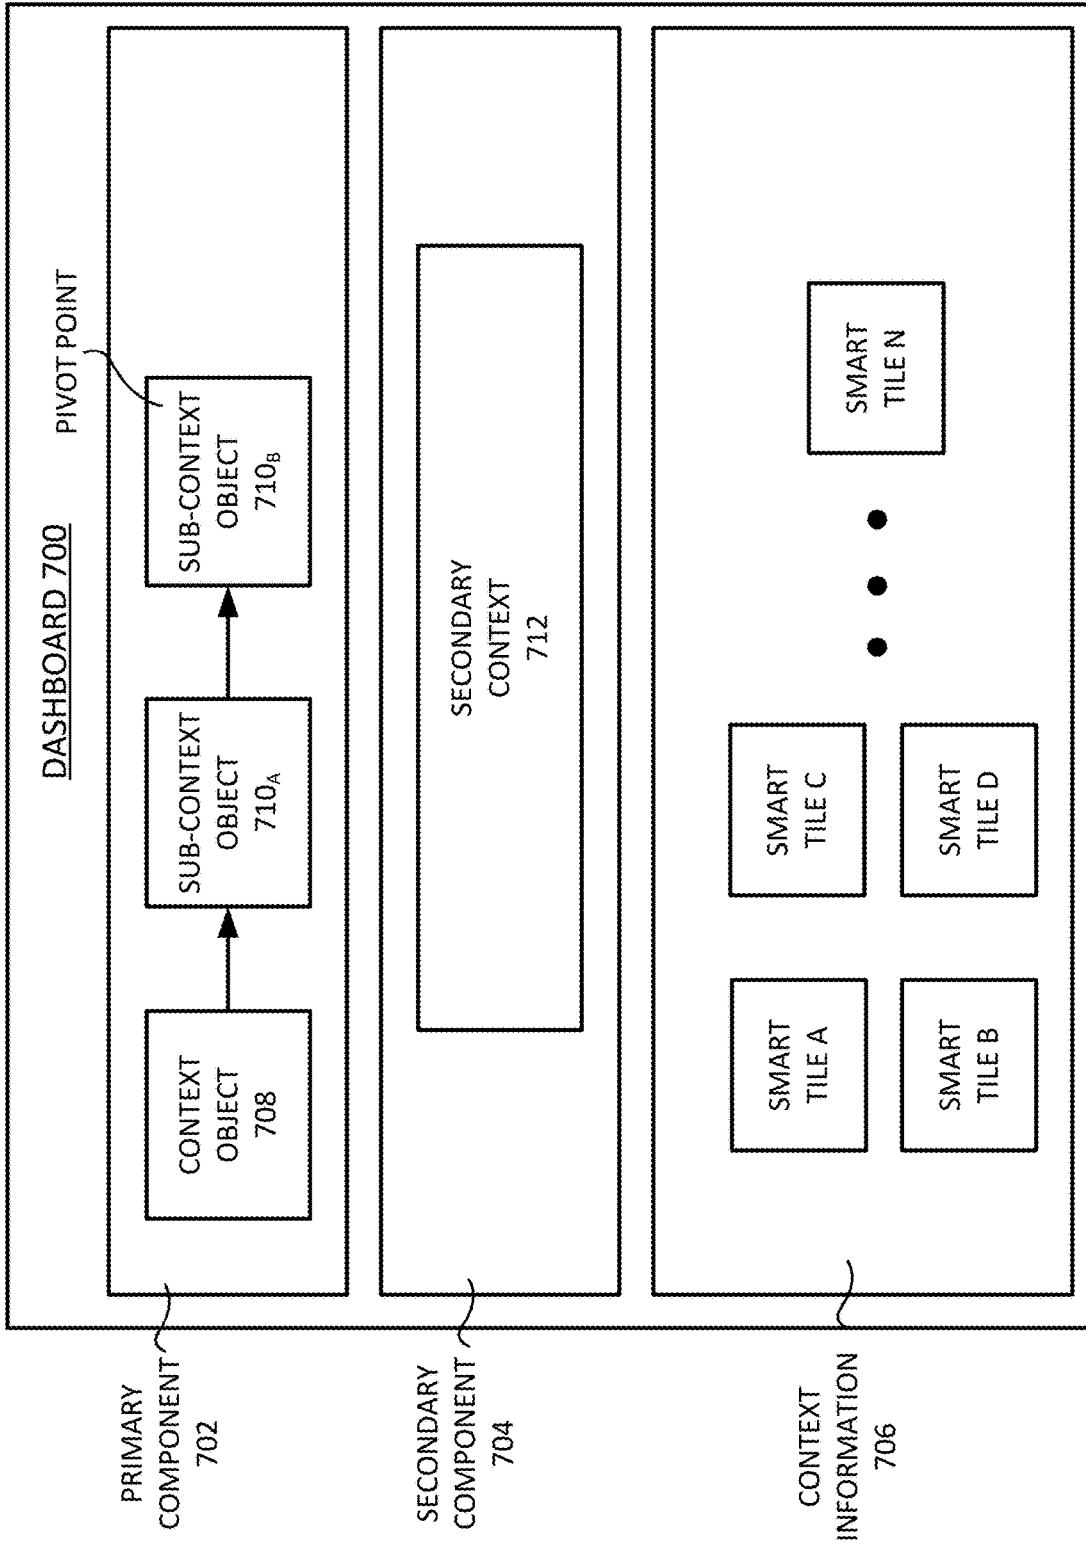 DASHBOARD 700
PIVOT POINT
PRIMARY
COMPONENT
702
CONTEXT
OBJECT
708
SUB-CONTEXT
OBJECT
710A
SUB-CONTEXT
OBJECT
710B
SECONDARY
COMPONENT
704
SECONDARY
CONTEXT
712
CONTEXT
INFORMATION
706
SMART
TILE A
SMART
TILE C
SMART
TILE B
SMART
TILE D
SMART
TILE N